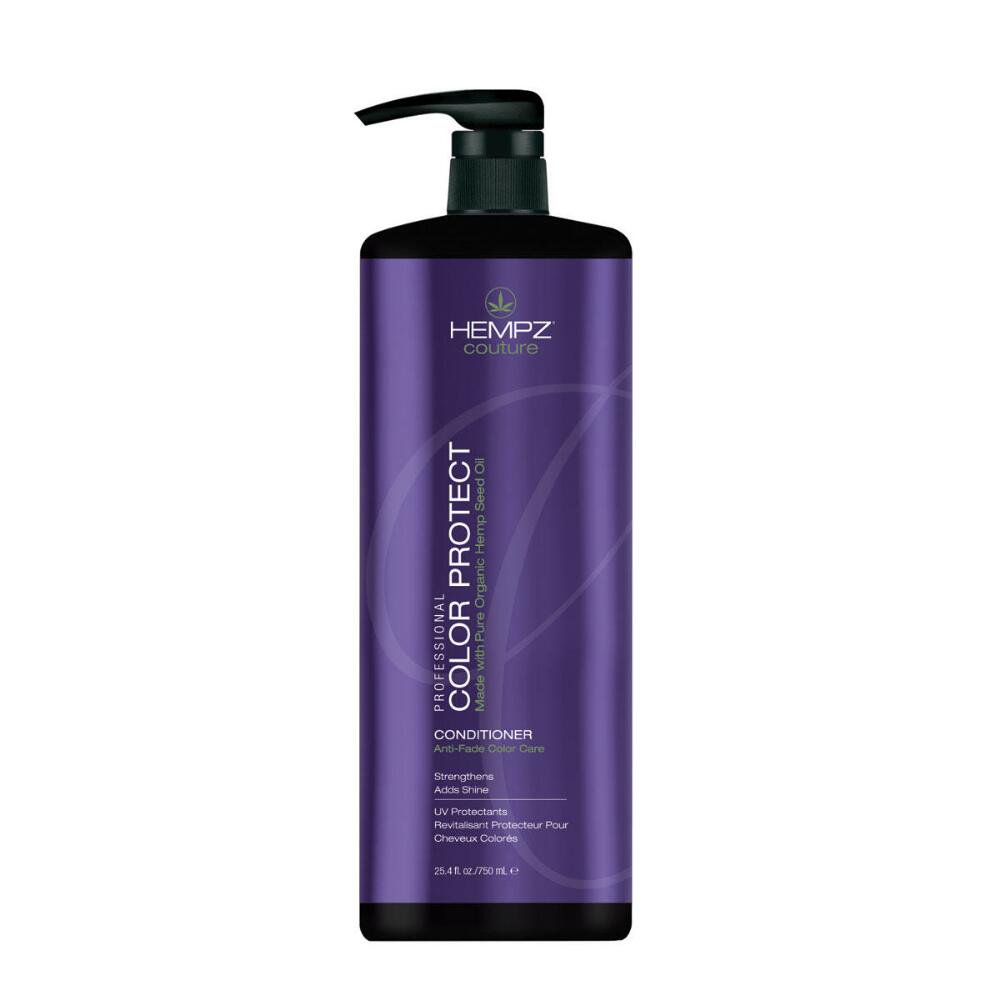 HEMPZ®
couture
PROFESSIONAL
COLOR PROTECT
Made with Pure Organic Hemp Seed Oil
CONDITIONER
Anti-Fade Color Care
Strengthens
Adds Shine
UV Protectants
Revitalisant Protecteur Pour
Cheveux Colorés
25.4 fl. oz./750 mL ℮